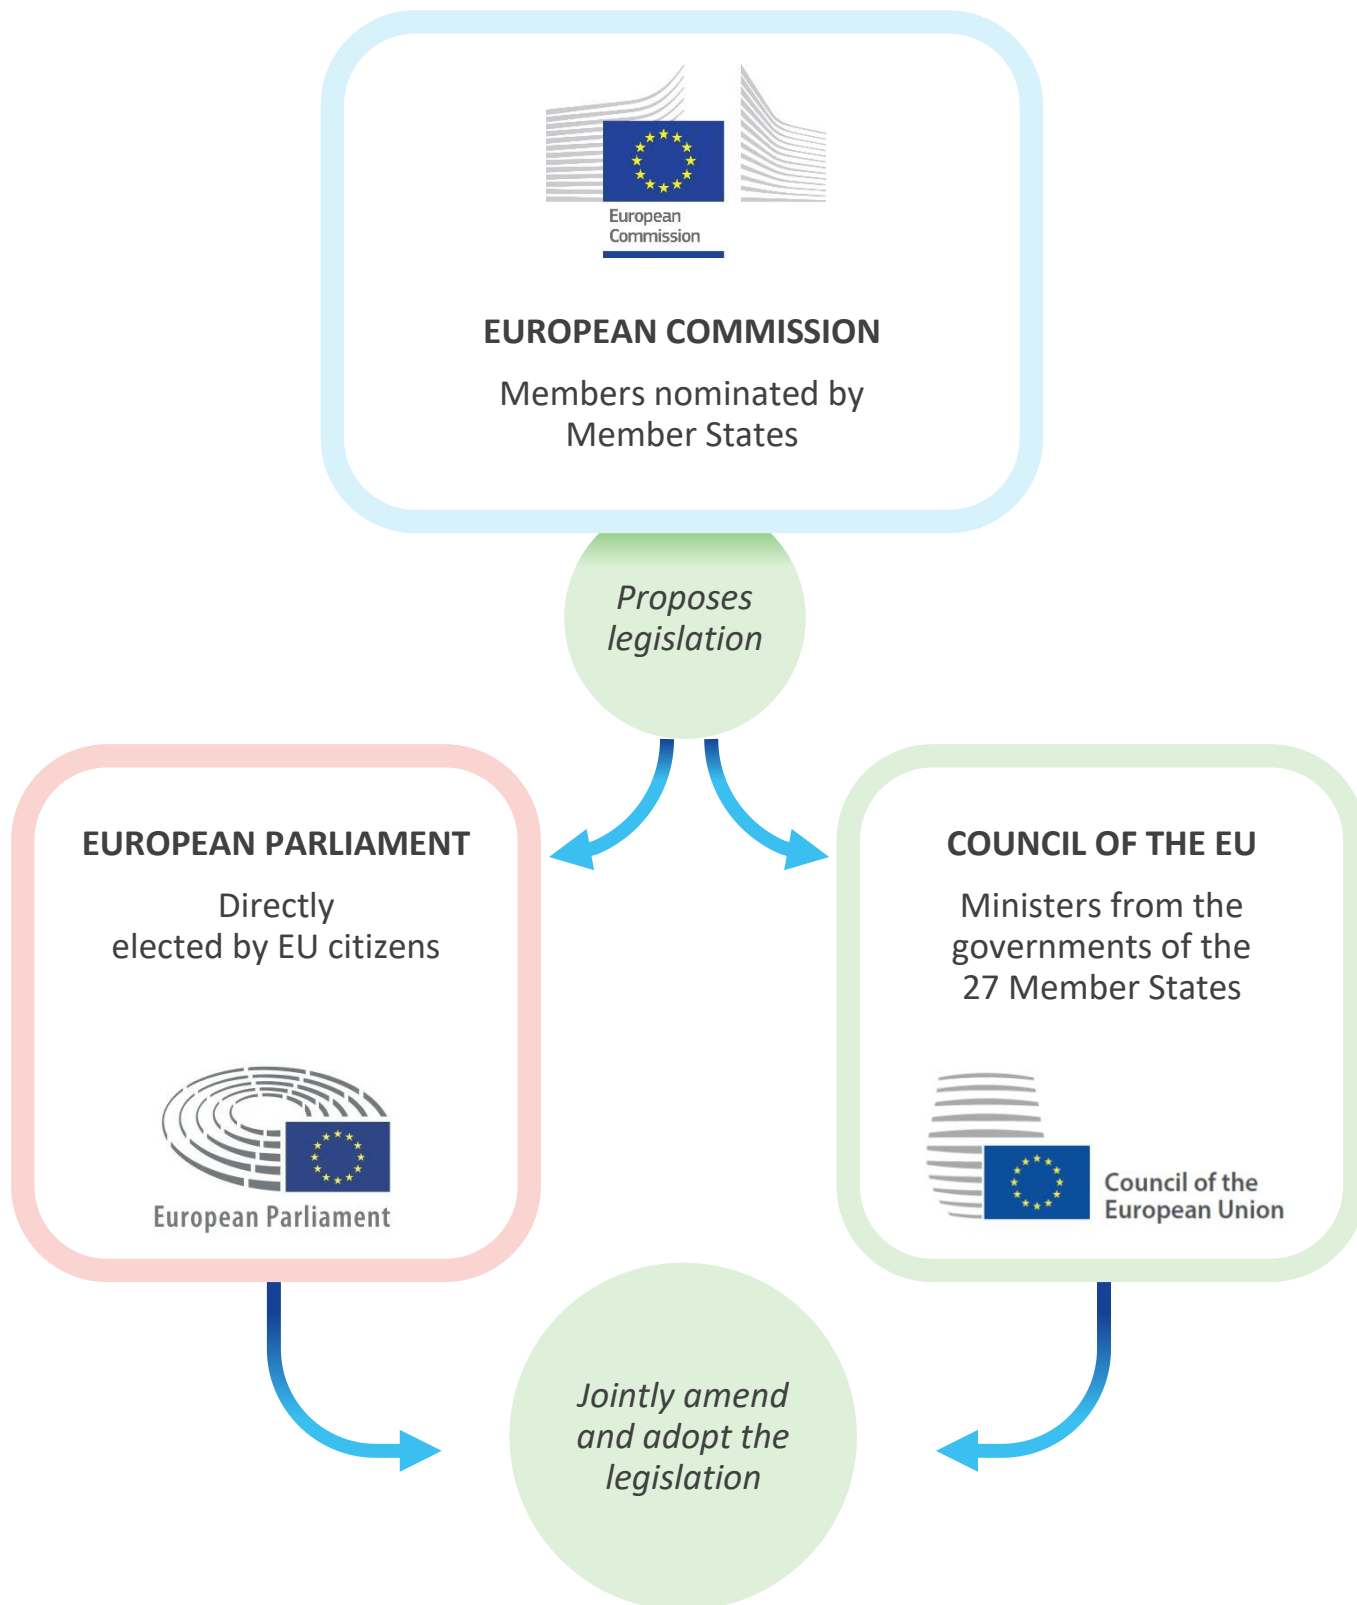 European
Commission
EUROPEAN COMMISSION
Members nominated by
Member States
Proposes
legislation
EUROPEAN PARLIAMENT
Directly
elected by EU citizens
European Parliament
COUNCIL OF THE EU
Ministers from the
governments of the
27 Member States
Council of the
European Union
Jointly amend
and adopt the
legislation